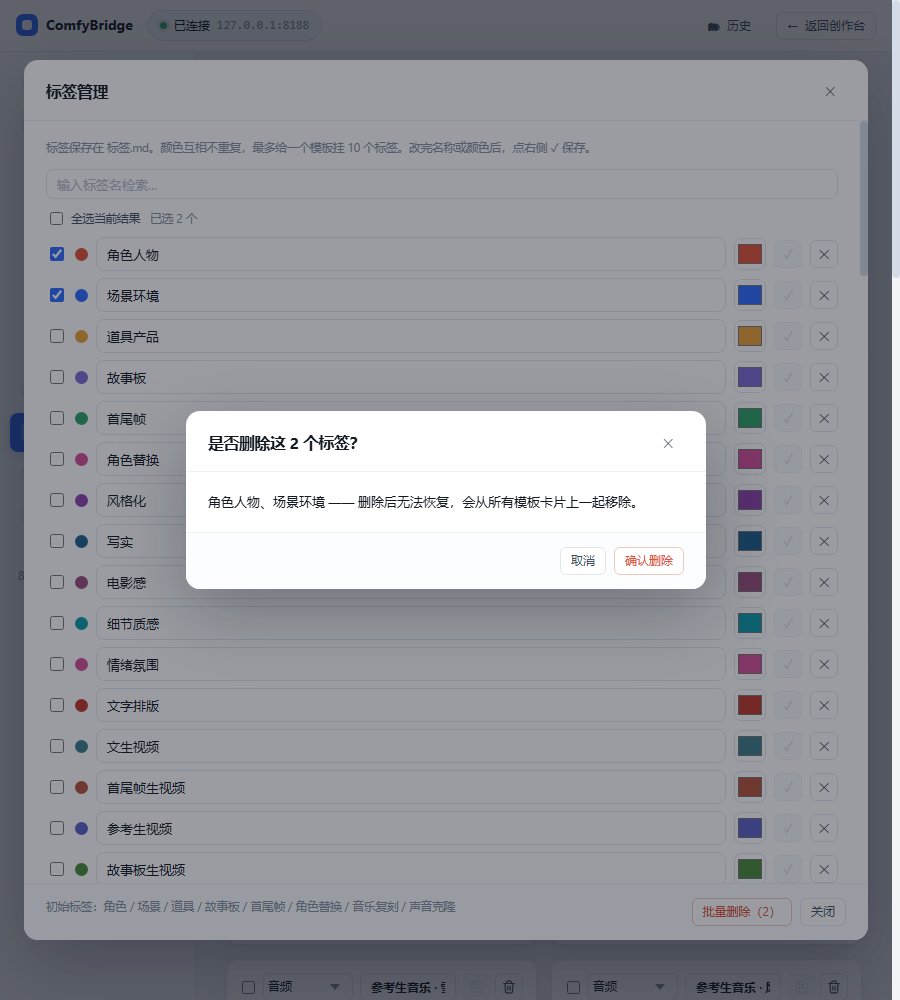 ComfyBridge
已连接 127.0.0.1:8188
历史
← 返回创作台
标签管理
标签保存在 标签.md。颜色互相不重复，最多给一个模板挂 10 个标签。改完名称或颜色后，点右侧 ✓ 保存。
输入标签名检索...
全选当前结果 已选 2 个
角色人物
场景环境
道具产品
故事板
首尾帧
角色替换
风格化
写实
电影感
细节质感
情绪氛围
文字排版
文生视频
首尾帧生视频
参考生视频
故事板生视频
是否删除这 2 个标签？
角色人物、场景环境 —— 删除后无法恢复，会从所有模板卡片上一起移除。
取消
确认删除
初始标签：角色 / 场景 / 道具 / 故事板 / 首尾帧 / 角色替换 / 音乐复刻 / 声音克隆
批量删除（2）
关闭
音频
参考生音乐 ·
音频
参考生音乐 ·